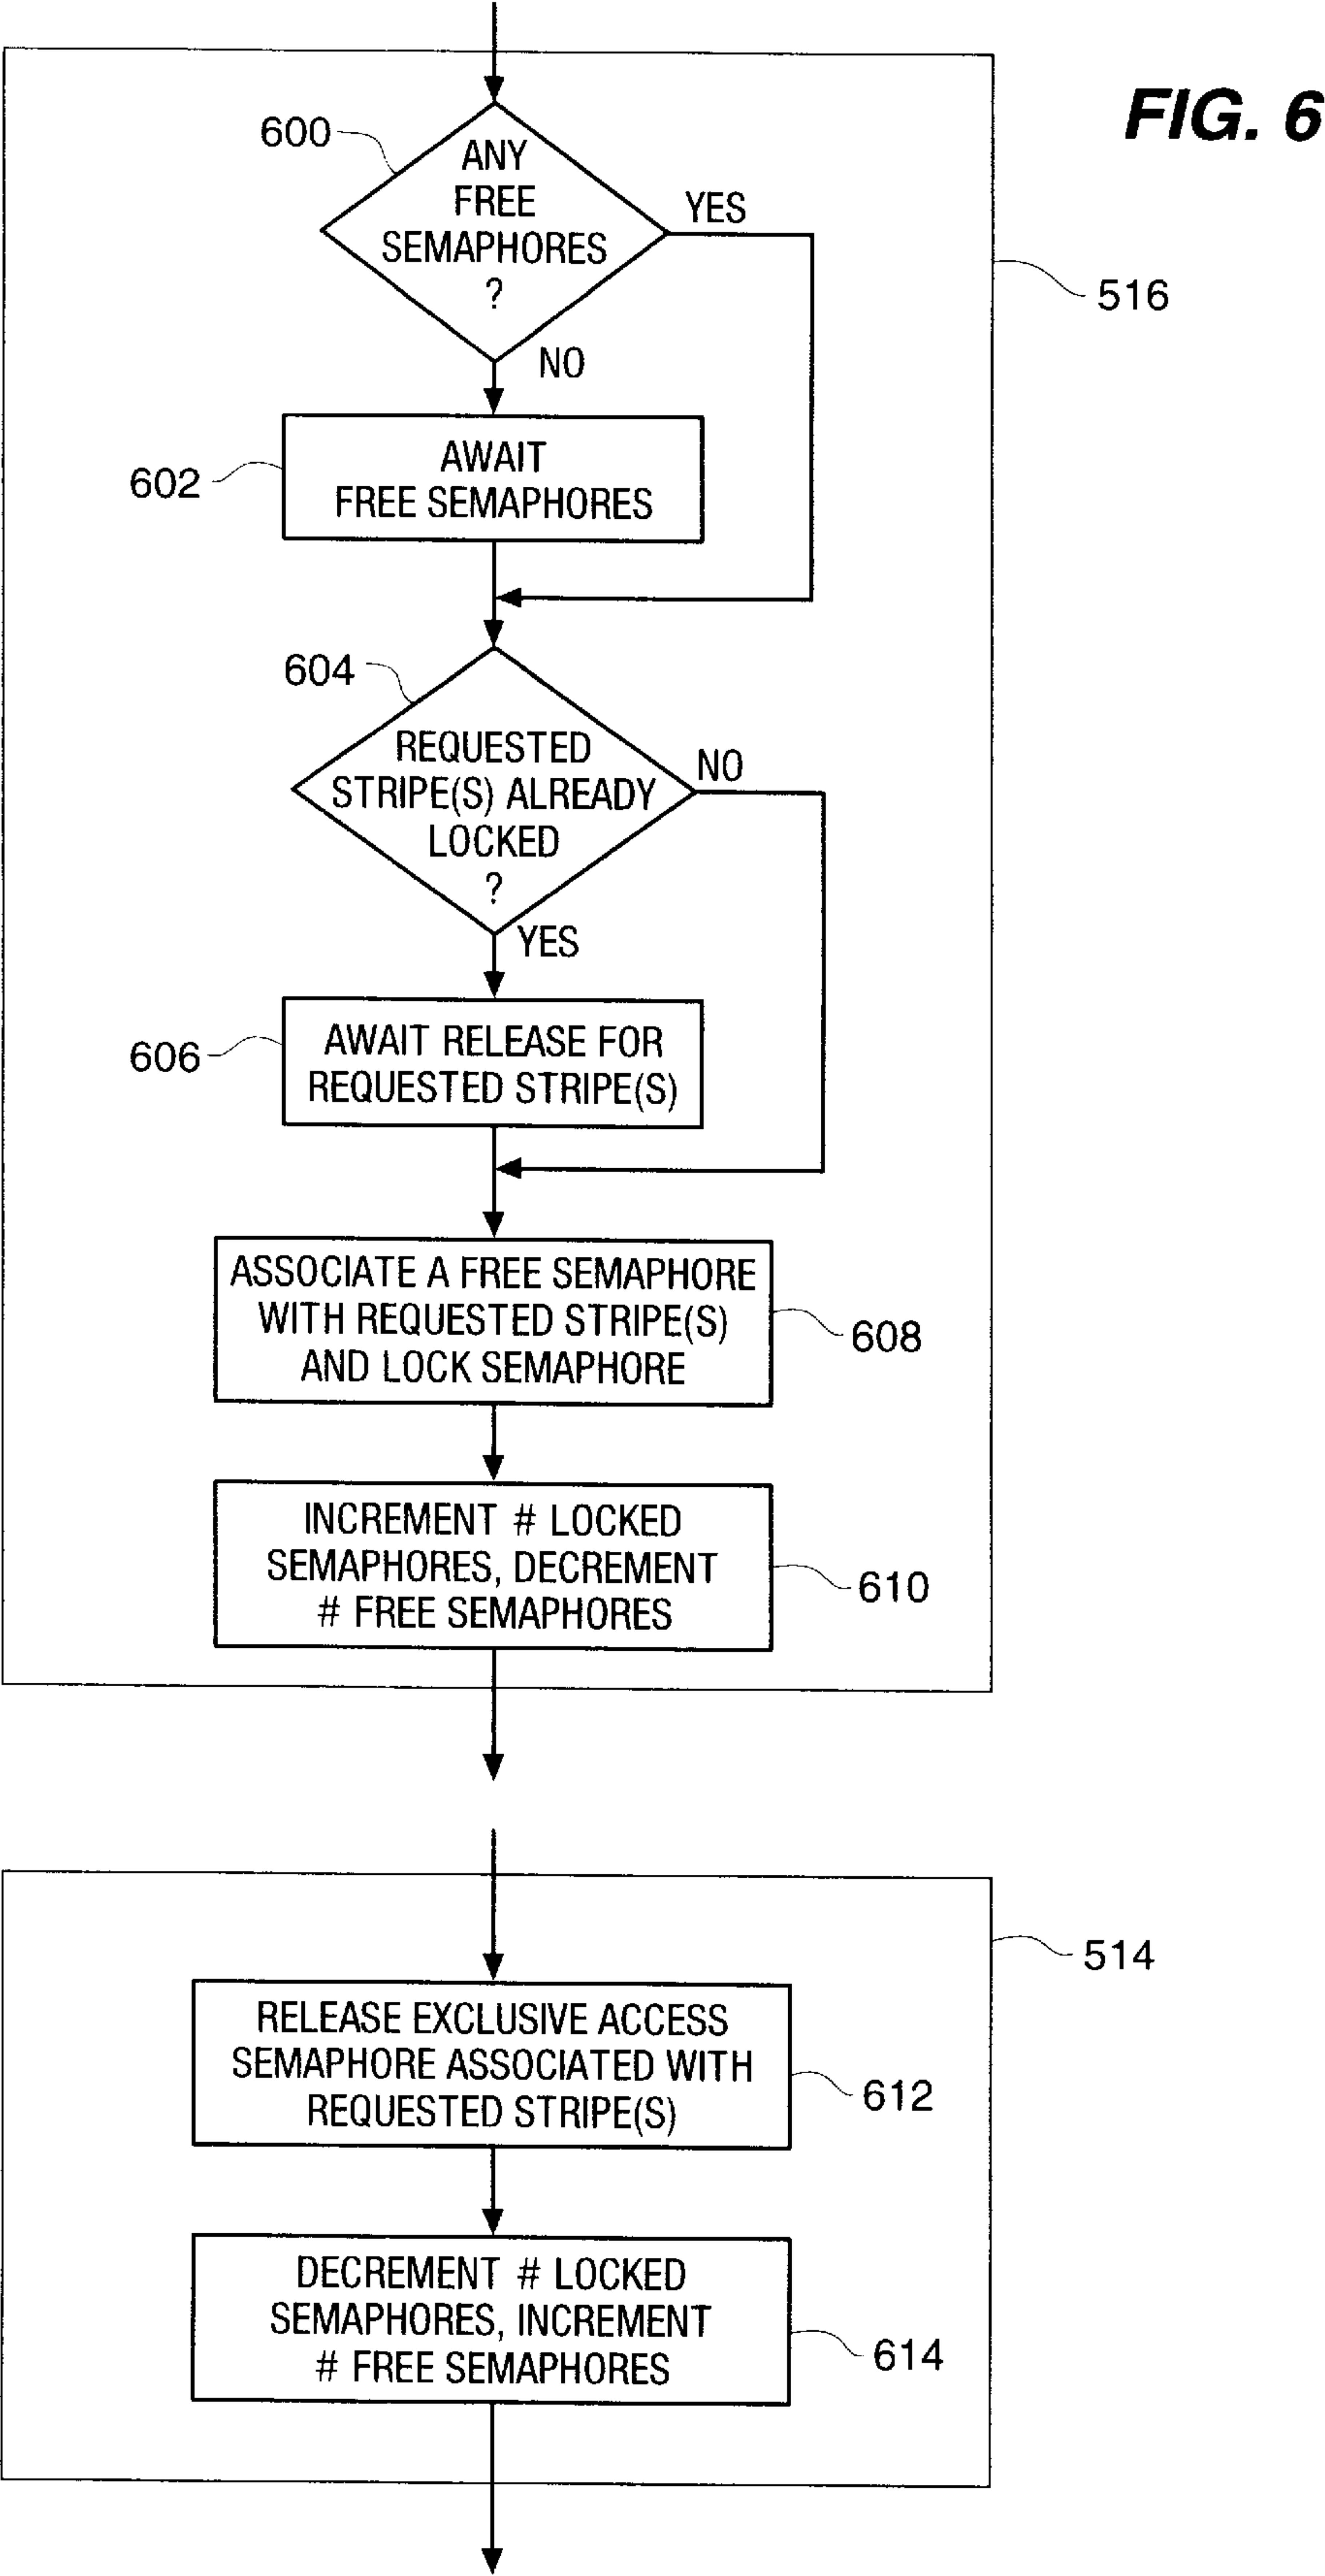 FIG. 6
600
ANY
FREE
SEMAPHORES
?
YES
516
NO
602
AWAIT
FREE SEMAPHORES
604
REQUESTED
STRIPE(S) ALREADY
LOCKED
?
NO
YES
606
AWAIT RELEASE FOR
REQUESTED STRIPE(S)
ASSOCIATE A FREE SEMAPHORE
WITH REQUESTED STRIPE(S)
AND LOCK SEMAPHORE
608
INCREMENT # LOCKED
SEMAPHORES, DECREMENT
# FREE SEMAPHORES
610
514
RELEASE EXCLUSIVE ACCESS
SEMAPHORE ASSOCIATED WITH
REQUESTED STRIPE(S)
612
DECREMENT # LOCKED
SEMAPHORES, INCREMENT
# FREE SEMAPHORES
614